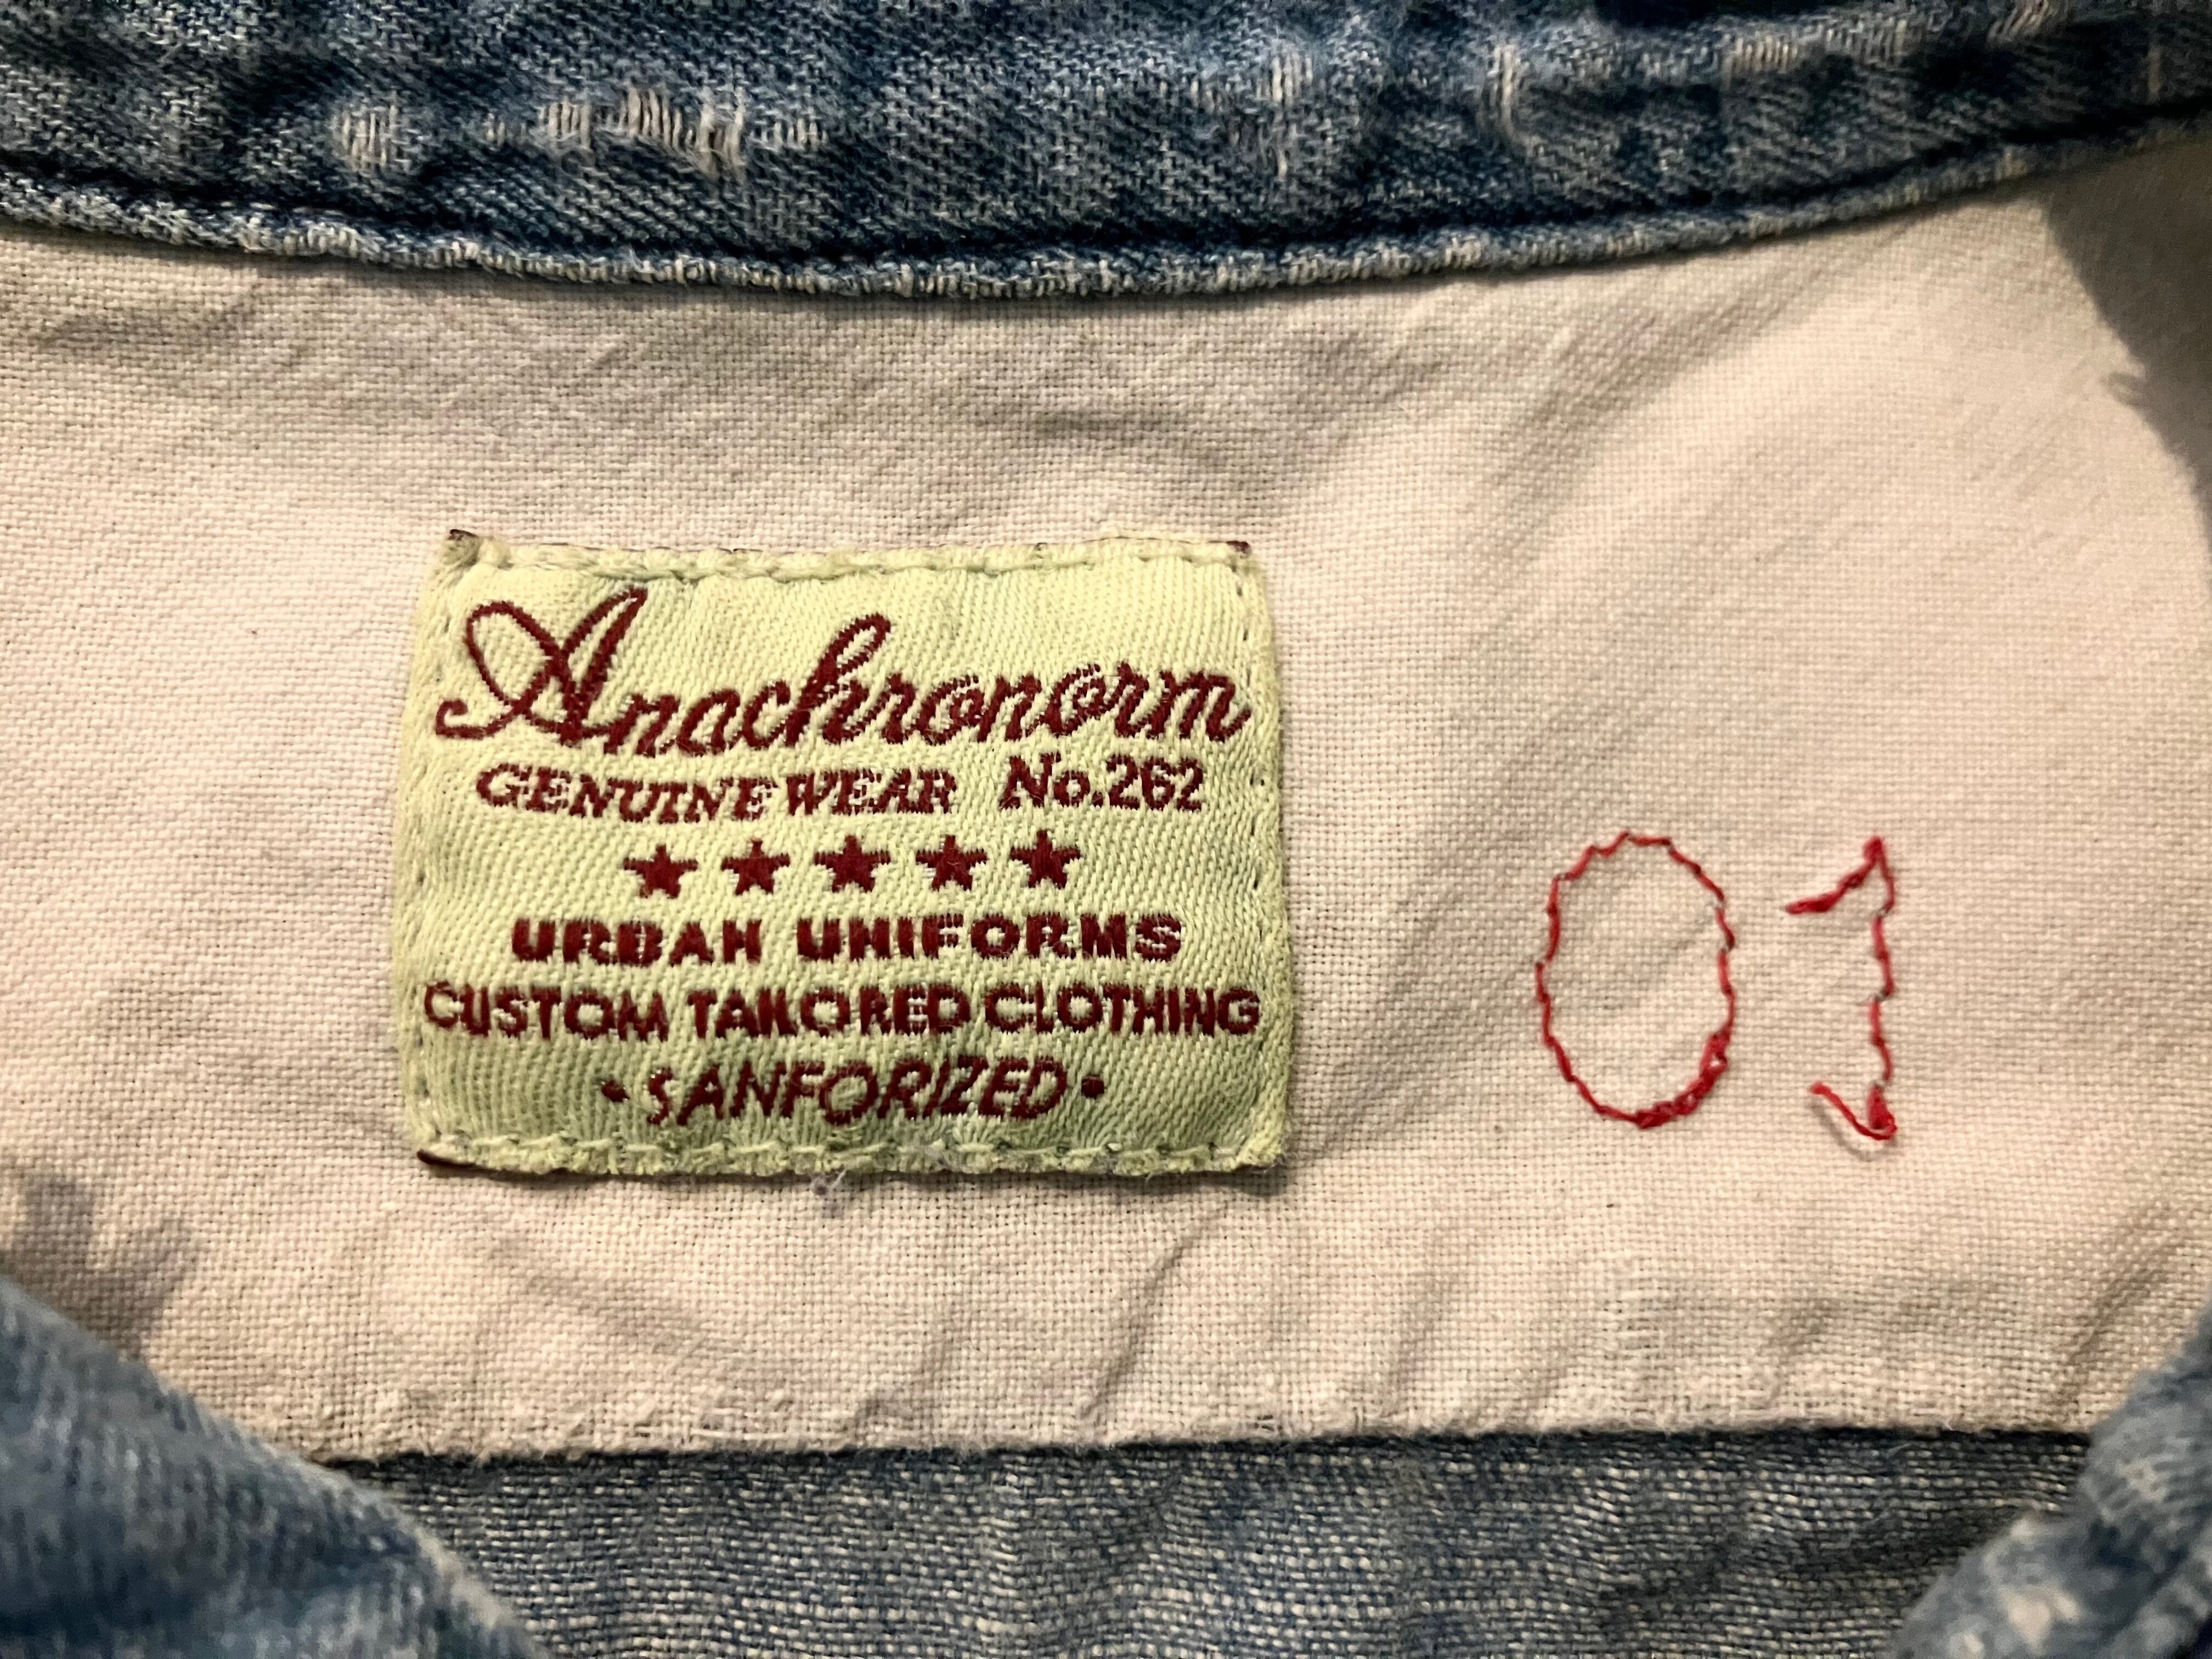 Anachronorm
GENUINE WEAR No.262
★★★★★
URBAN UNIFORMS
CUSTOM TAILORED CLOTHING
• SANFORIZED •
01